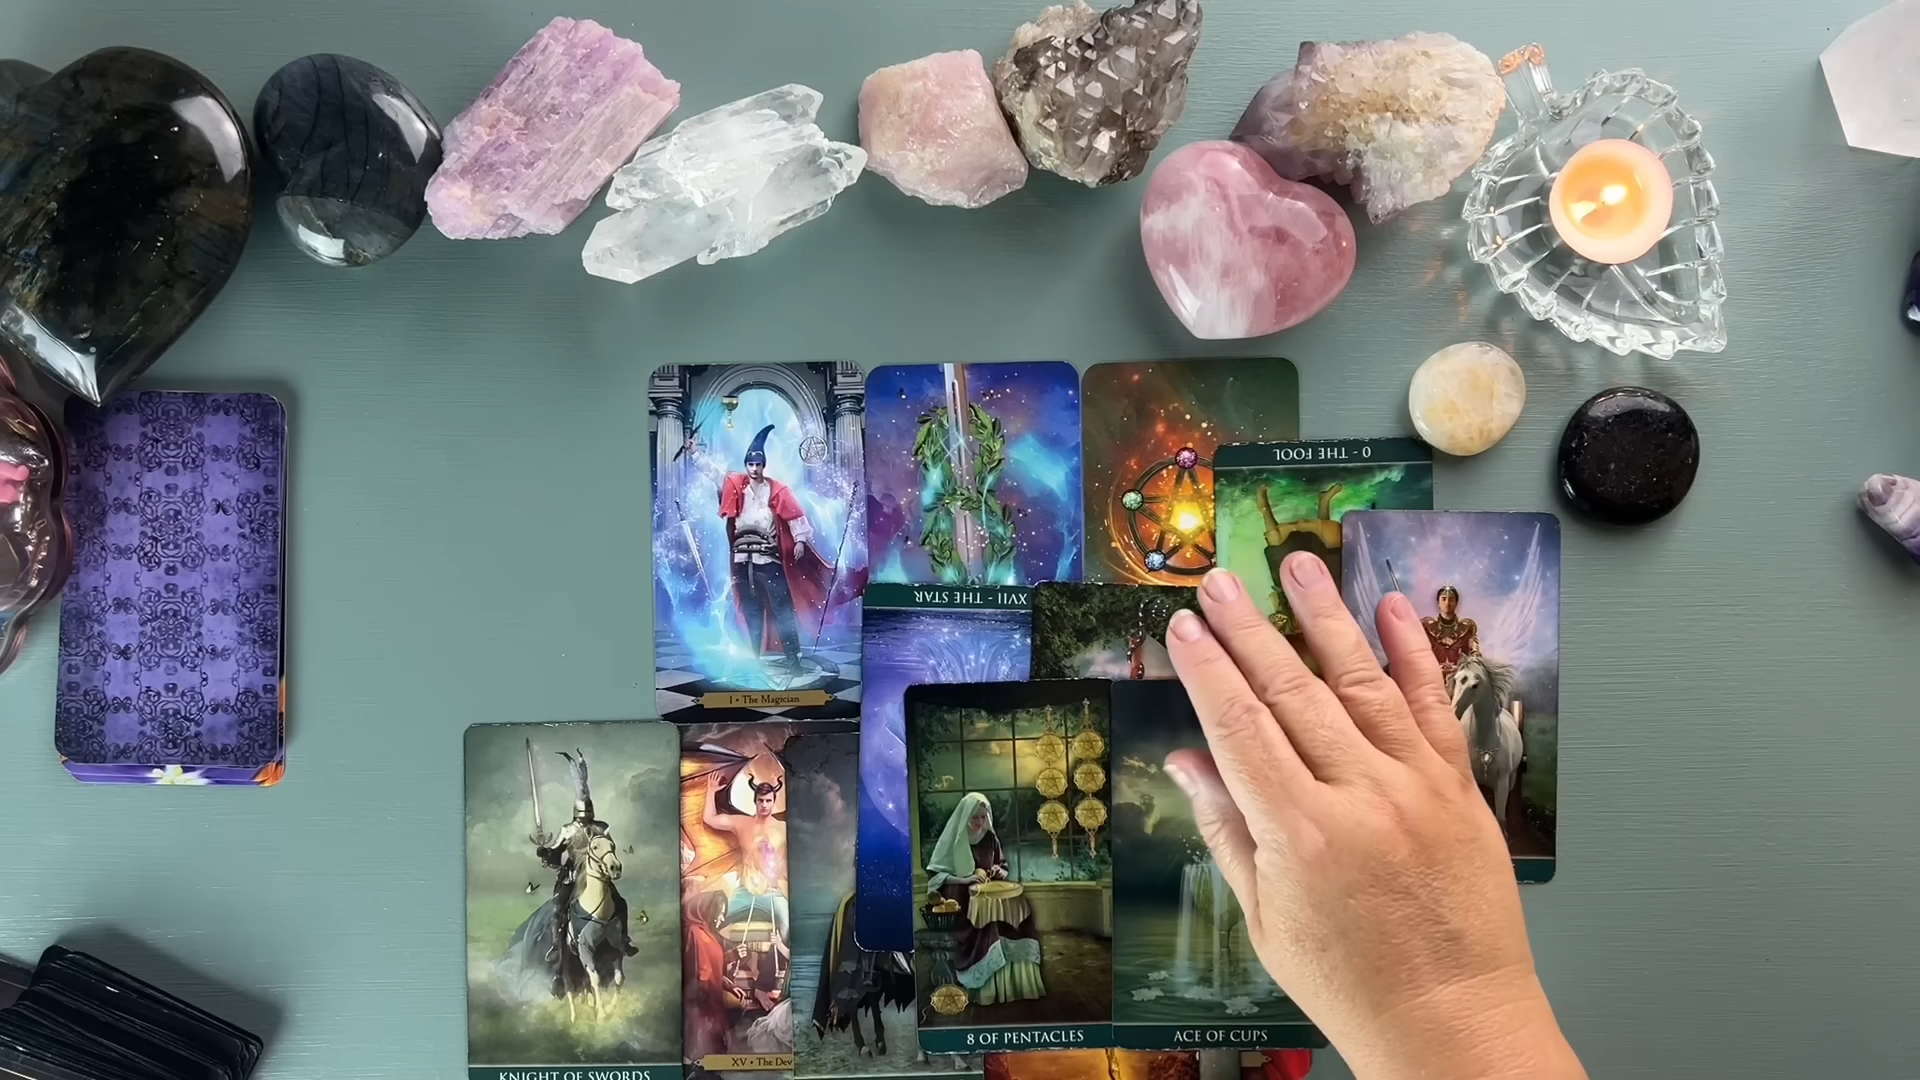 0 - THE FOOL
XVII - THE STAR
I • The Magician
8 OF PENTACLES
ACE OF CUPS
XV • The Dev
KNIGHT OF SWORDS